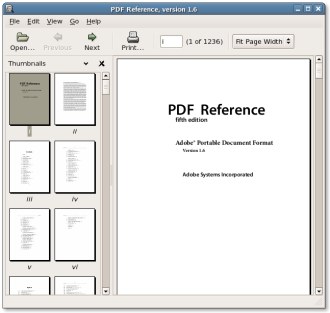 PDF Reference, version 1.6
File Edit View Go Help
Open... Previous Next Print... i (1 of 1236) Fit Page Width
Thumbnails
PDF Reference
i ii
iii iv
v vi
PDF Reference
fifth edition
Adobe® Portable Document Format
Version 1.6
Adobe Systems Incorporated